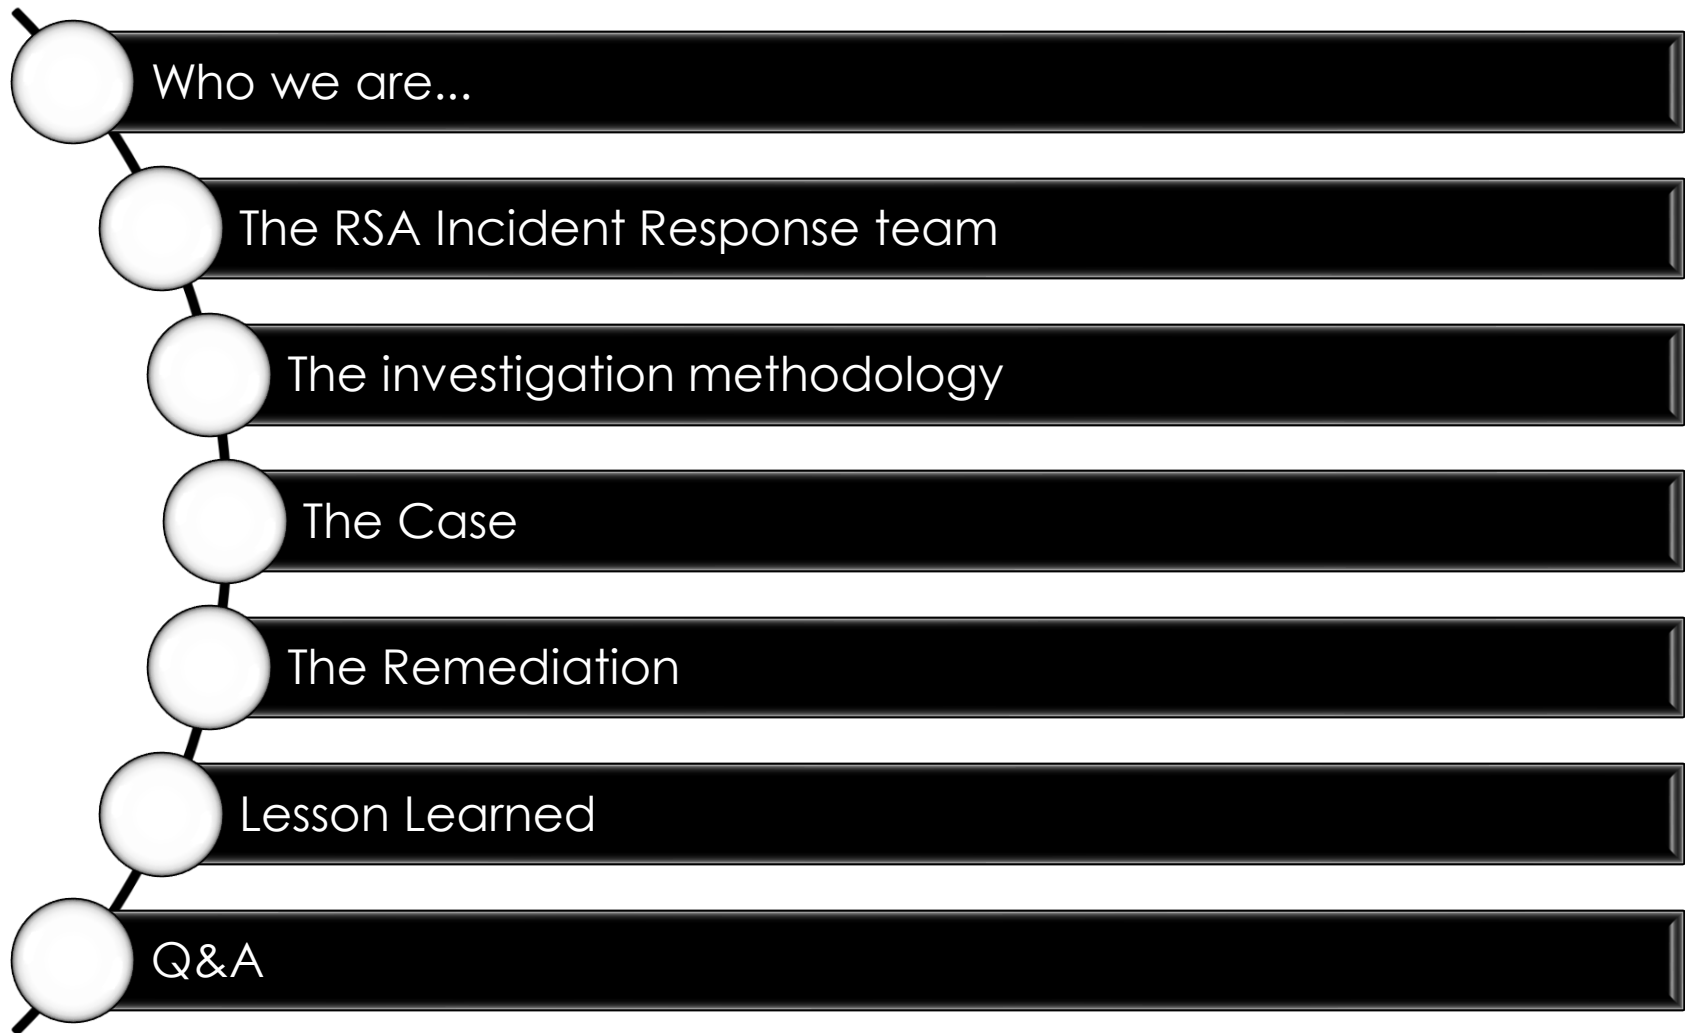 Who we are...
The RSA Incident Response team
The investigation methodology
The Case
The Remediation
Lesson Learned
Q&A